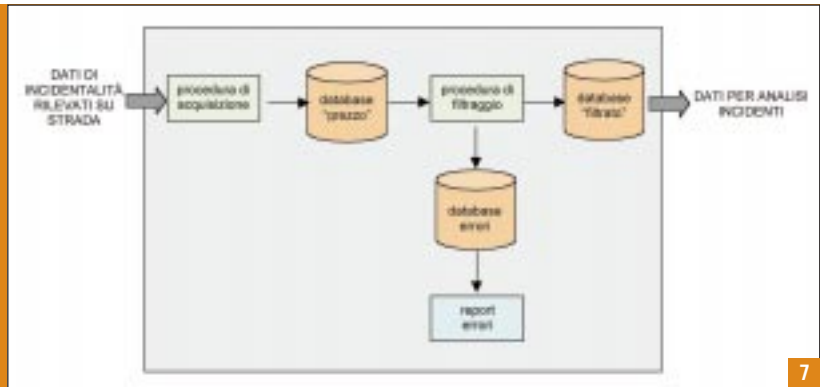 DATI DI
INCIDENTALITÀ
RILEVATI SU
STRADA
procedura di
acquisizione
database
procedura di
filtraggio
database
"filtrato"
DATI PER ANALISI
INCIDENTI
database
errori
report
errori
7